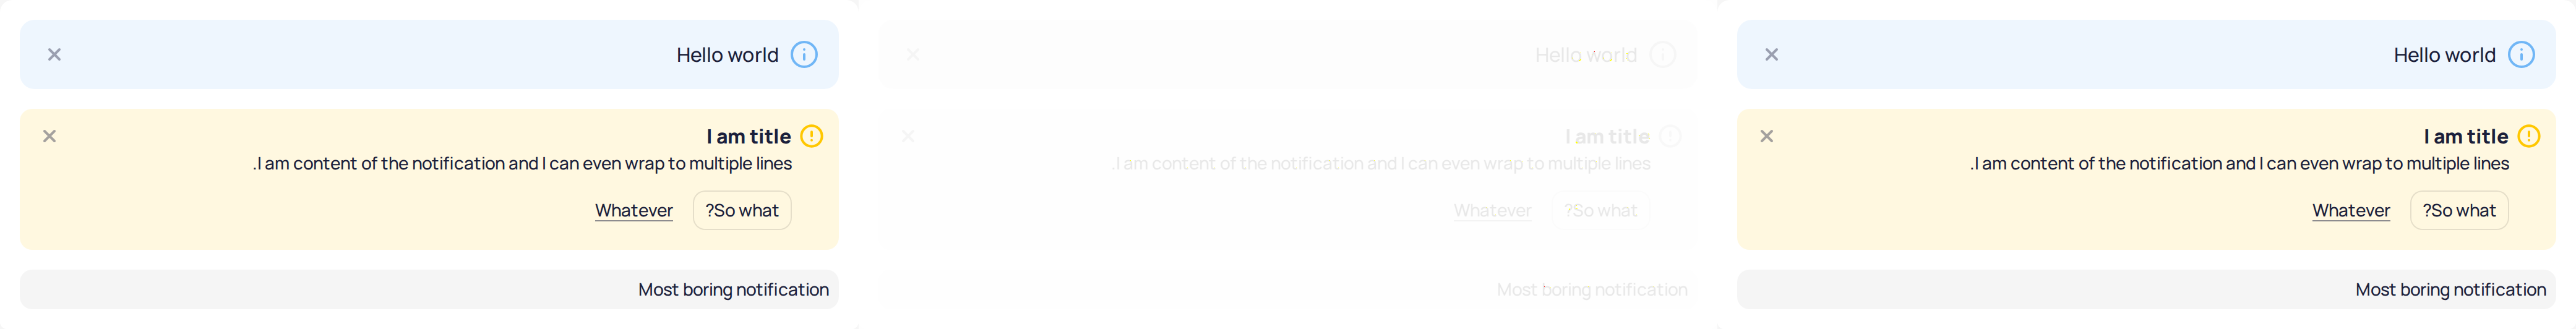 Hello world
I am title
.I am content of the notification and I can even wrap to multiple lines
Whatever ?So what
Most boring notification
Hello world
I am title
.I am content of the notification and I can even wrap to multiple lines
Whatever ?So what
Most boring notification
Hello world
I am title
.I am content of the notification and I can even wrap to multiple lines
Whatever ?So what
Most boring notification